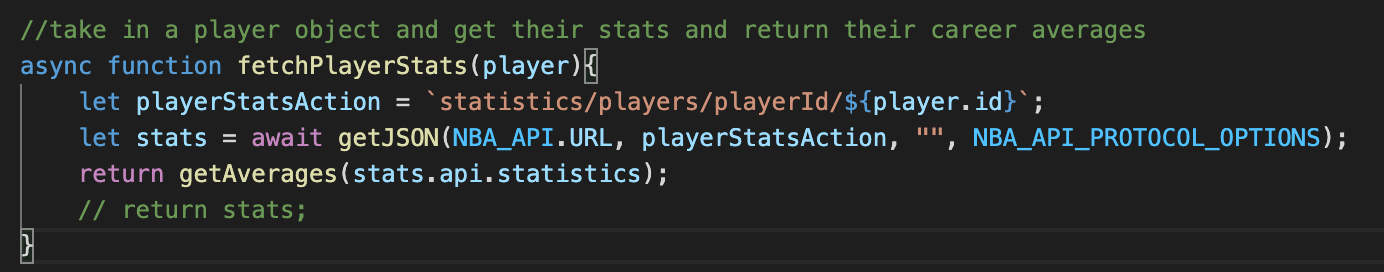 //take in a player object and get their stats and return their career averages
async function fetchPlayerStats(player){
    let playerStatsAction = `statistics/players/playerId/${player.id}`;
    let stats = await getJSON(NBA_API.URL, playerStatsAction, "", NBA_API_PROTOCOL_OPTIONS);
    return getAverages(stats.api.statistics);
    // return stats;
}